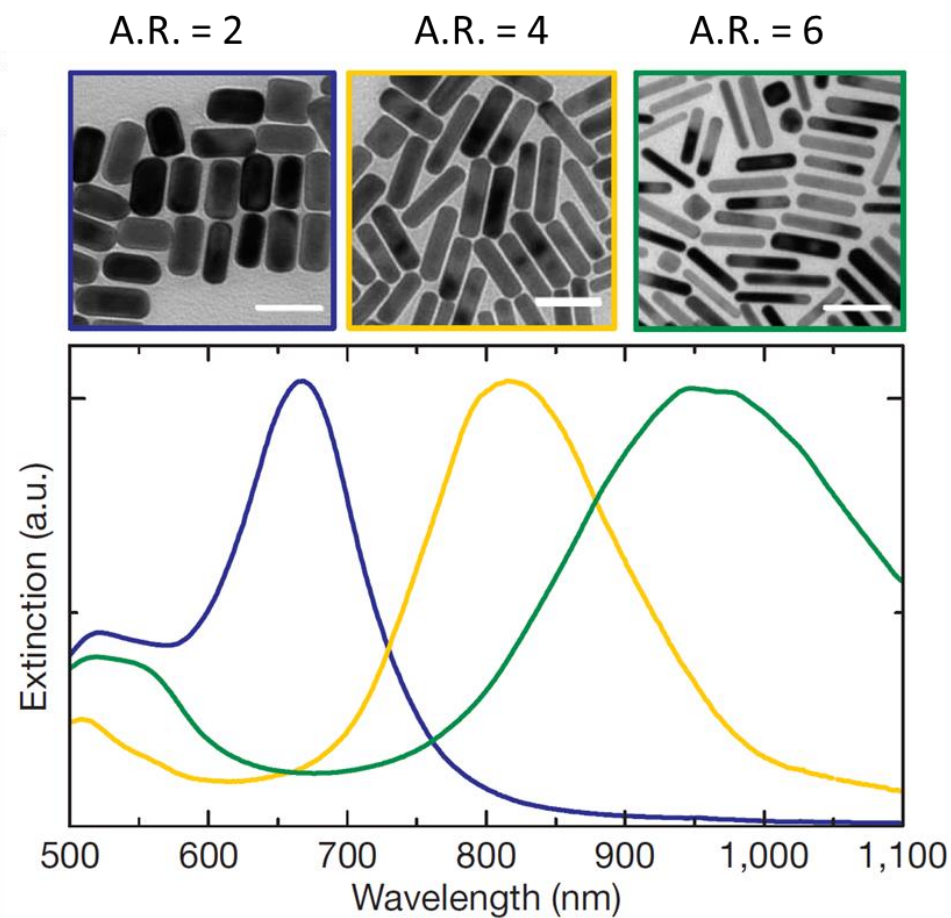 A.R. = 2
A.R. = 4
A.R. = 6
Extinction (a.u.)
500
600
700
800
900
1,000
1,100
Wavelength (nm)